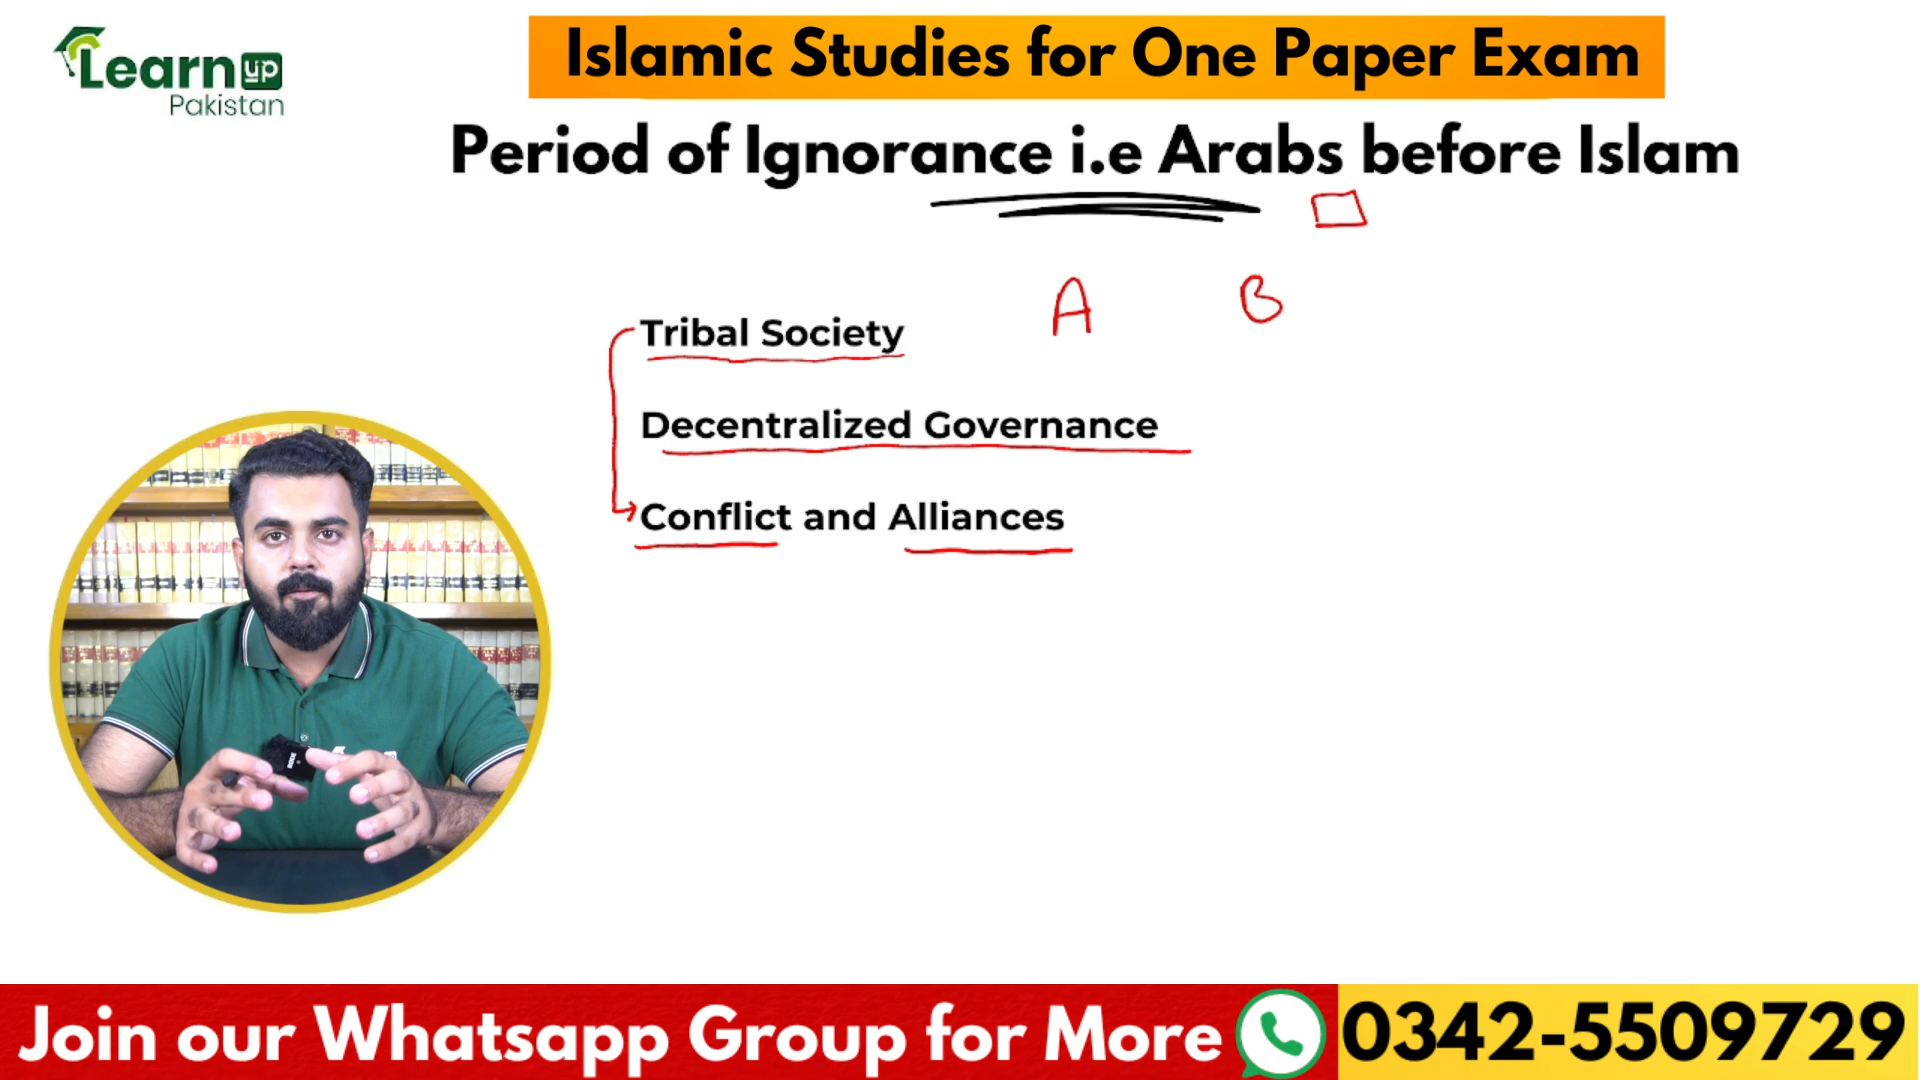 Learn up
Pakistan
Islamic Studies for One Paper Exam
Period of Ignorance i.e Arabs before Islam
A B
Tribal Society
Decentralized Governance
Conflict and Alliances
Join our Whatsapp Group for More 0342-5509729